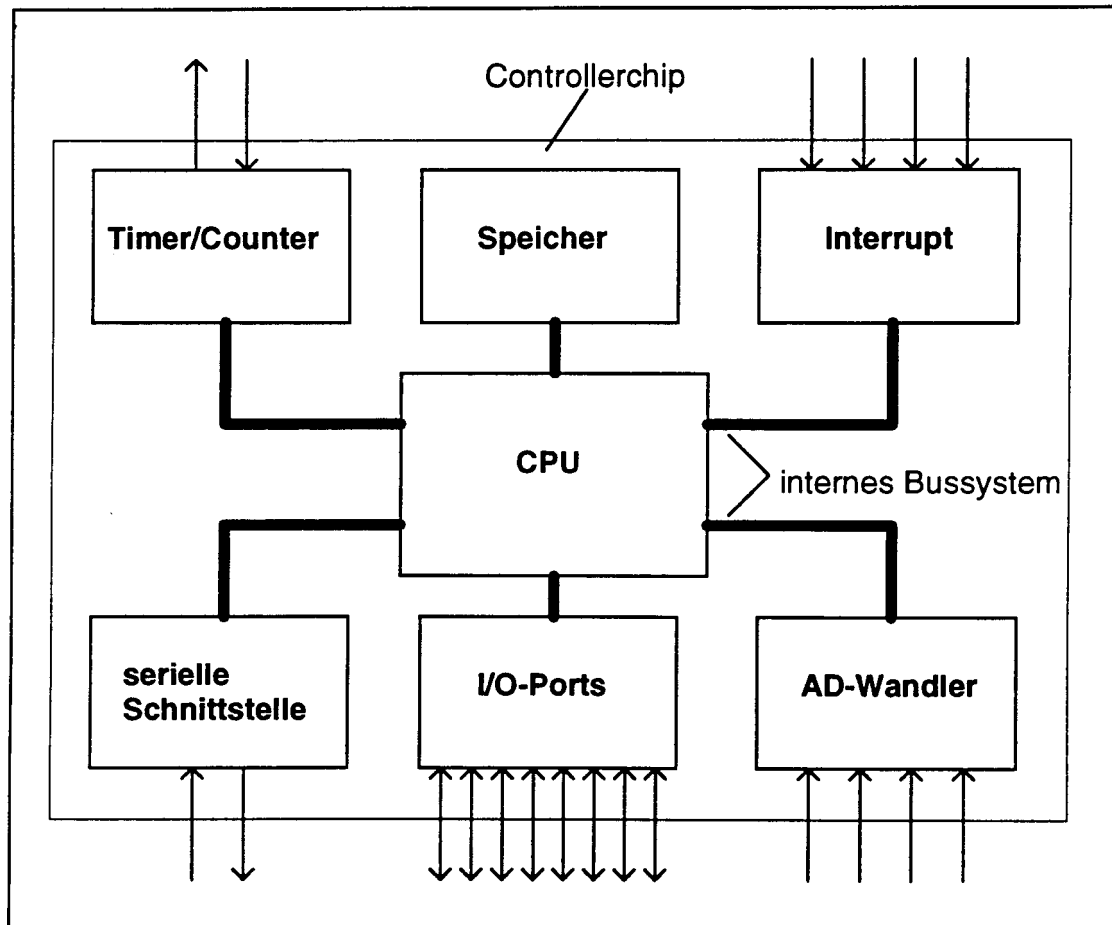 Controllerchip
Timer/Counter
Speicher
Interrupt
CPU
internes Bussystem
serielle
Schnittstelle
I/O-Ports
AD-Wandler